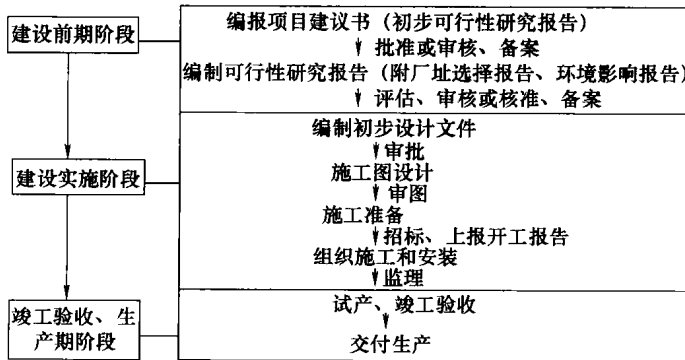 建设前期阶段
编报项目建议书（初步可行性研究报告）
批准或审核、备案
编制可行性研究报告（附厂址选择报告、环境影响报告）
评估、审核或核准、备案
建设实施阶段
编制初步设计文件
审批
施工图设计
审图
施工准备
招标、上报开工报告
组织施工和安装
监理
竣工验收、生
产期阶段
试产、竣工验收
交付生产